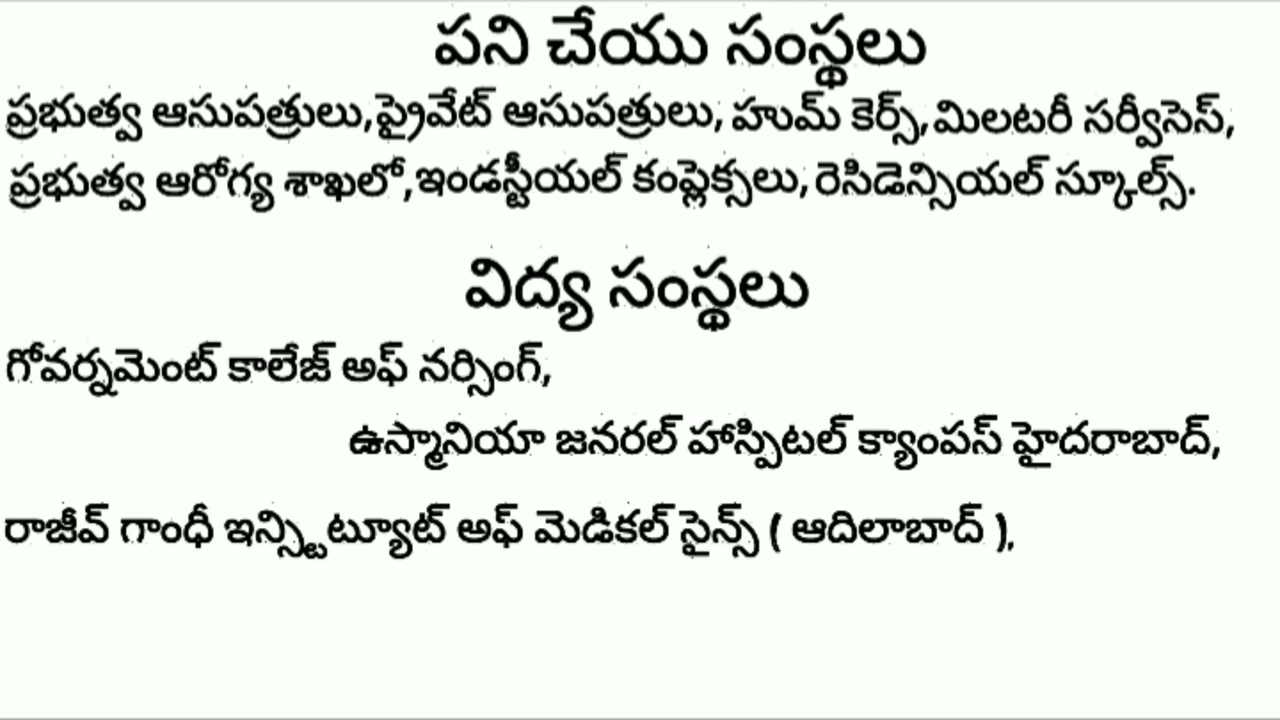 పని చేయు సంస్థలు
ప్రభుత్వ ఆసుపత్రులు,ప్రైవేట్ ఆసుపత్రులు, హుమ్ కెర్స్,మిలటరీ సర్వీసెస్,
ప్రభుత్వ ఆరోగ్య శాఖలో,ఇండస్టీయల్ కంప్లెక్సలు, రెసిడెన్సియల్ స్కూల్స్.
విద్య సంస్థలు
గోవర్నమెంట్ కాలేజ్ అఫ్ నర్సింగ్,
ఉస్మానియా జనరల్ హాస్పిటల్ క్యాంపస్ హైదరాబాద్,
రాజీవ్ గాంధీ ఇన్స్టిట్యూట్ అఫ్ మెడికల్ సైన్స్ ( ఆదిలాబాద్ ),